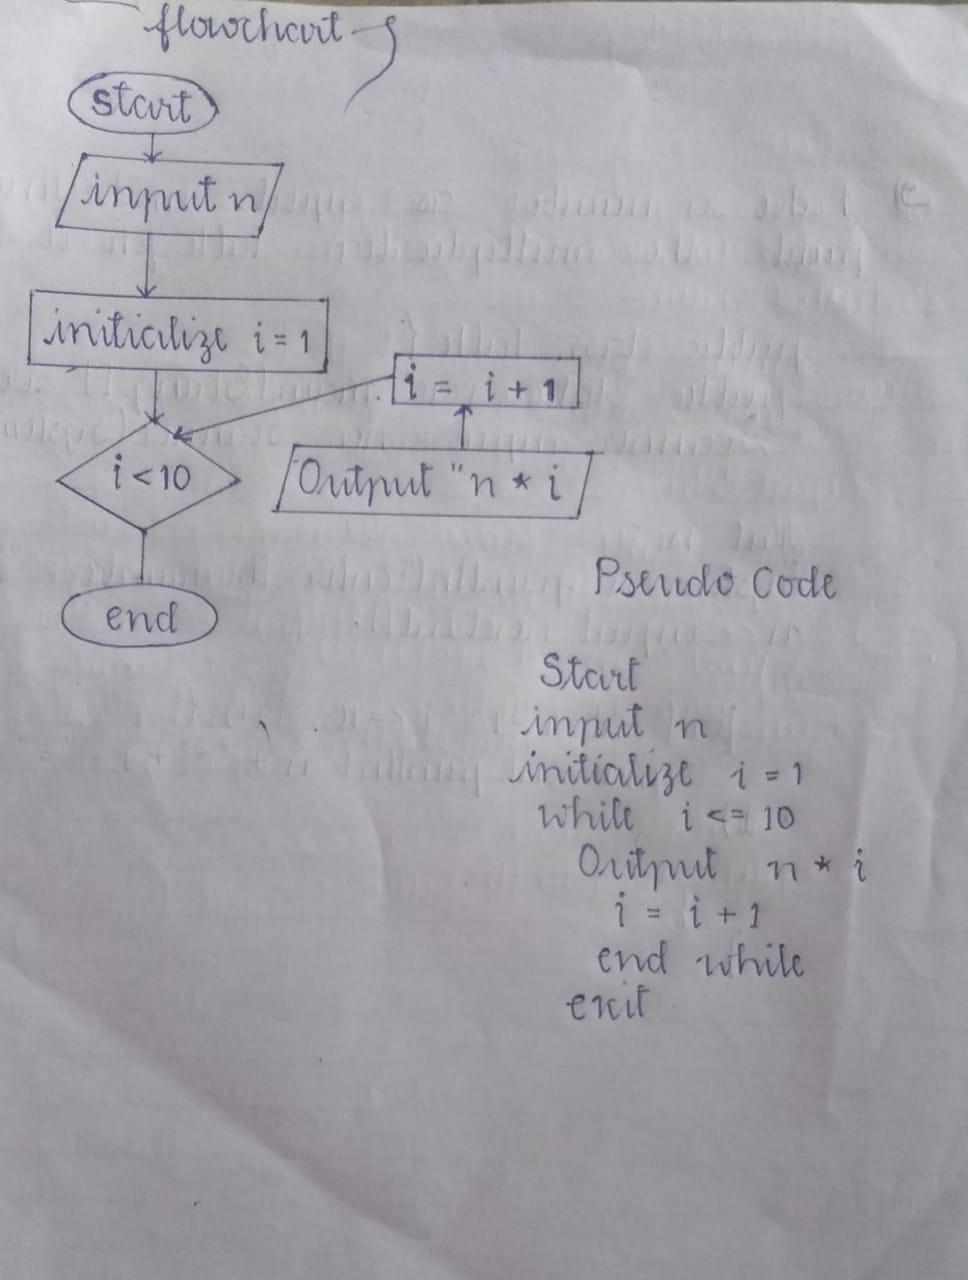 flowchart
start
input n
initialize i = 1
i = i + 1
i < 10
Output "n * i
end
Pseudo Code
Start
input n
initialize i = 1
while i <= 10
Output n * i
i = i + 1
end while
exit